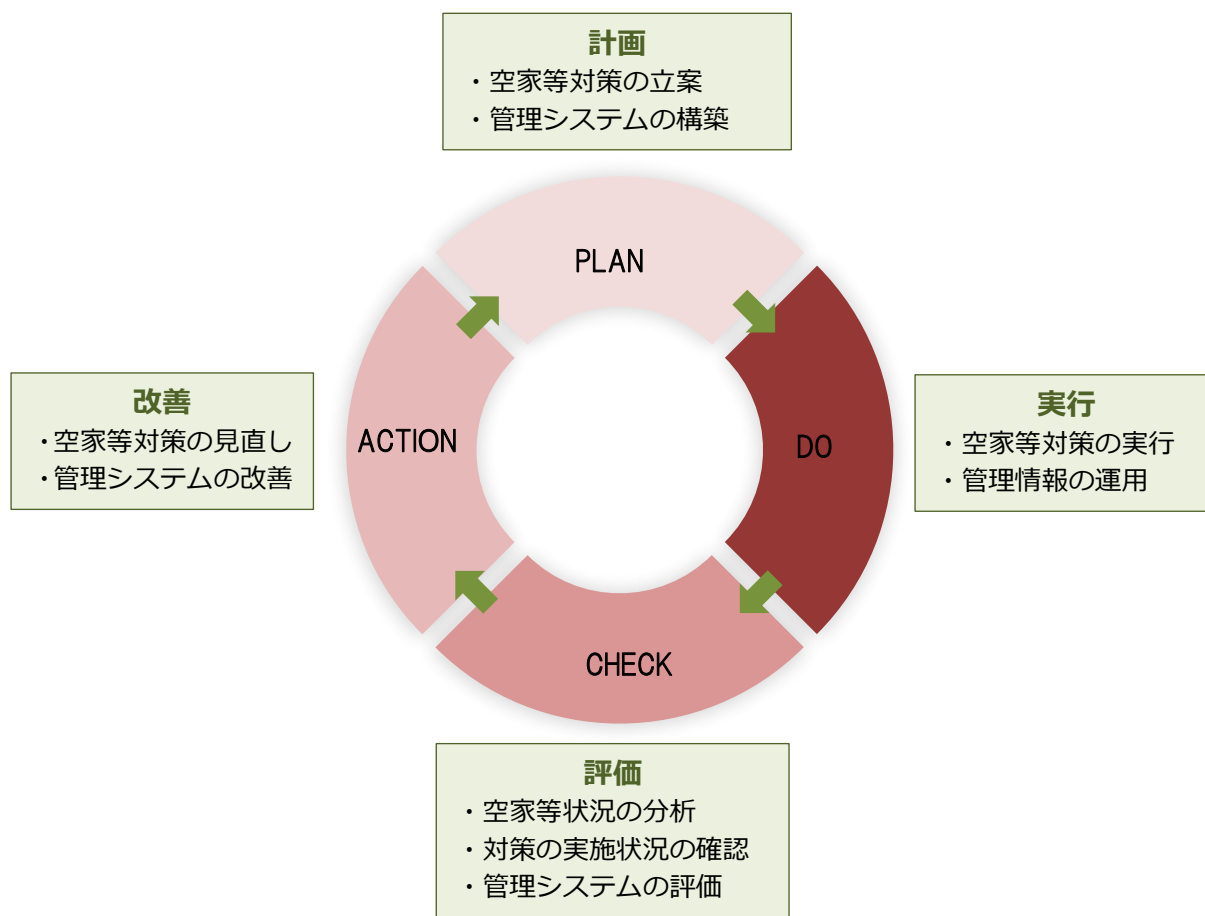 計画
・空家等対策の立案
・管理システムの構築
PLAN
改善
・空家等対策の見直し
・管理システムの改善
ACTION
DO
実行
・空家等対策の実行
・管理情報の運用
CHECK
評価
・空家等状況の分析
・対策の実施状況の確認
・管理システムの評価